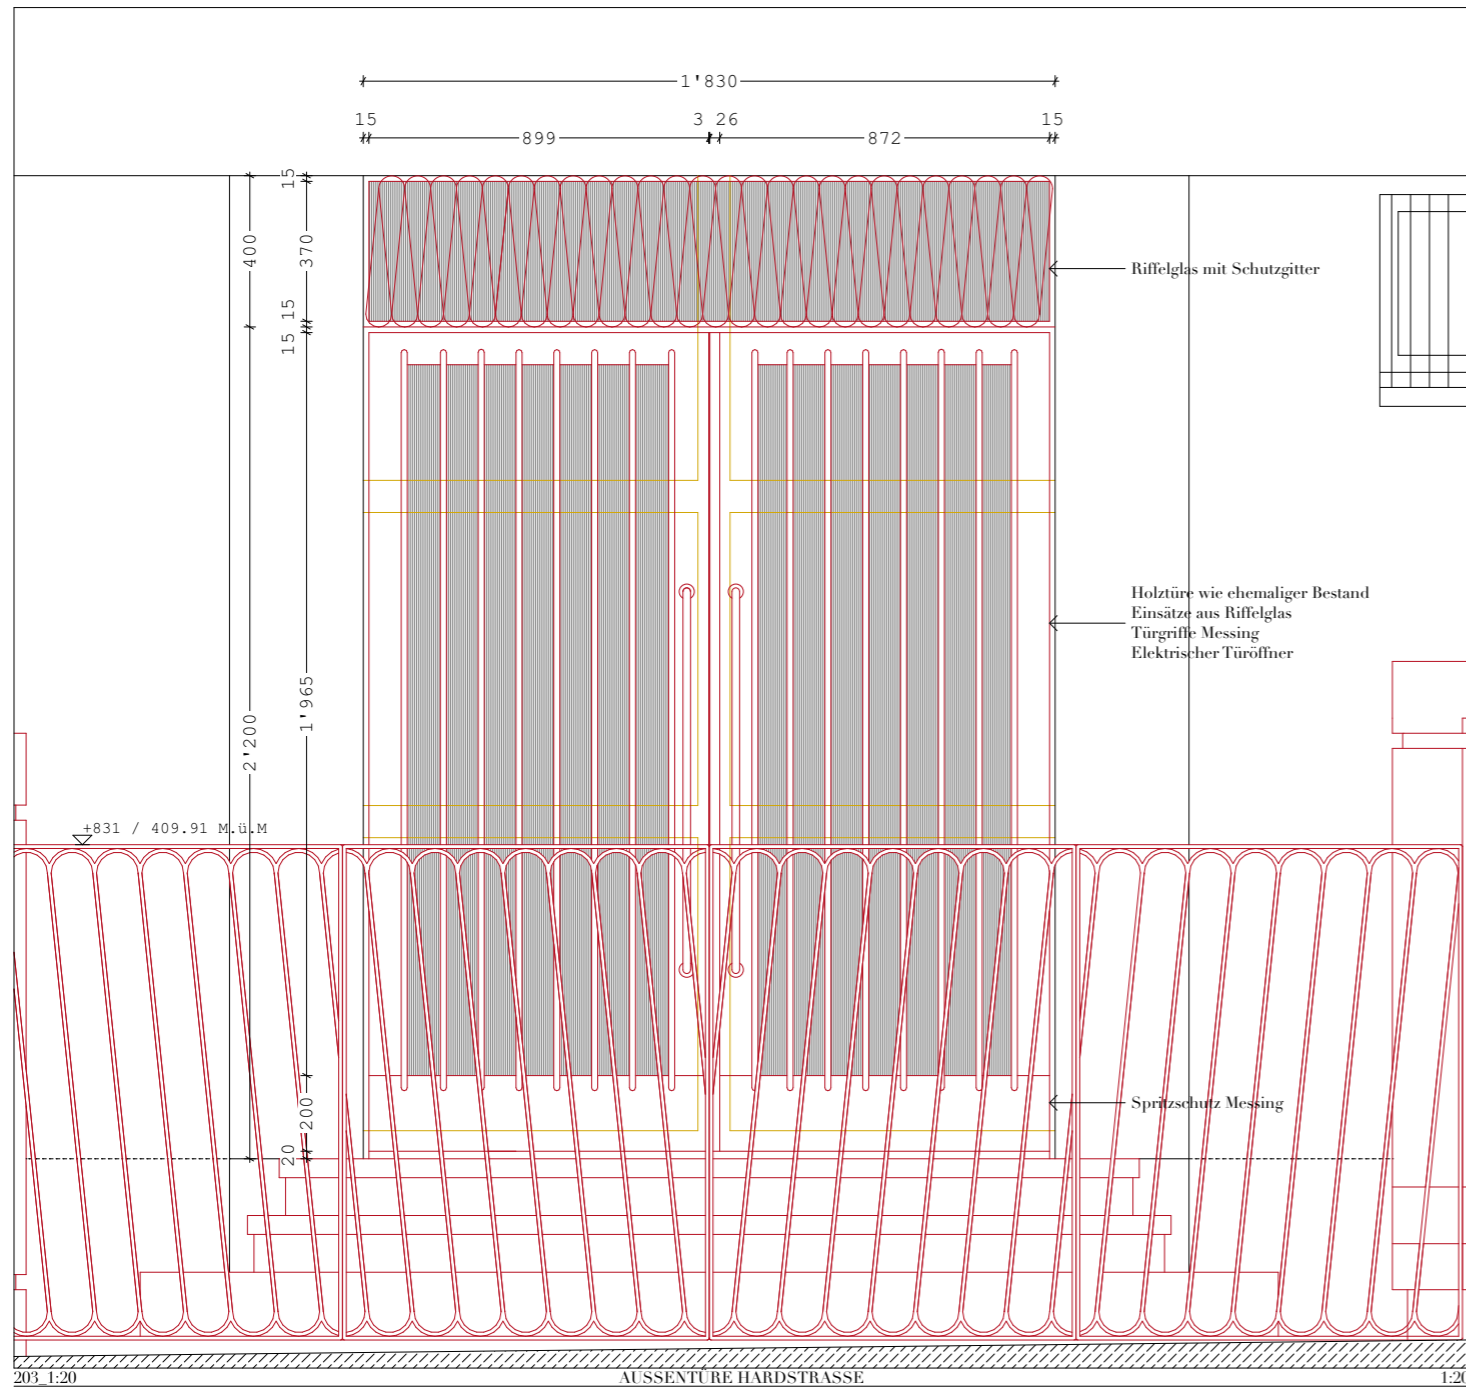 1'830
15 899 3 26 872 15
15
400
370
15
15
Riffelglas mit Schutzgitter
Holztüre wie ehemaliger Bestand
Einsätze aus Riffelglas
Türgriffe Messing
Elektrischer Türöffner
1'965
2'200
+831 / 409.91 M.ü.M
200
20
Spritzschutz Messing
203_1:20 AUSSENTÜRE HARDSTRASSE 1:20